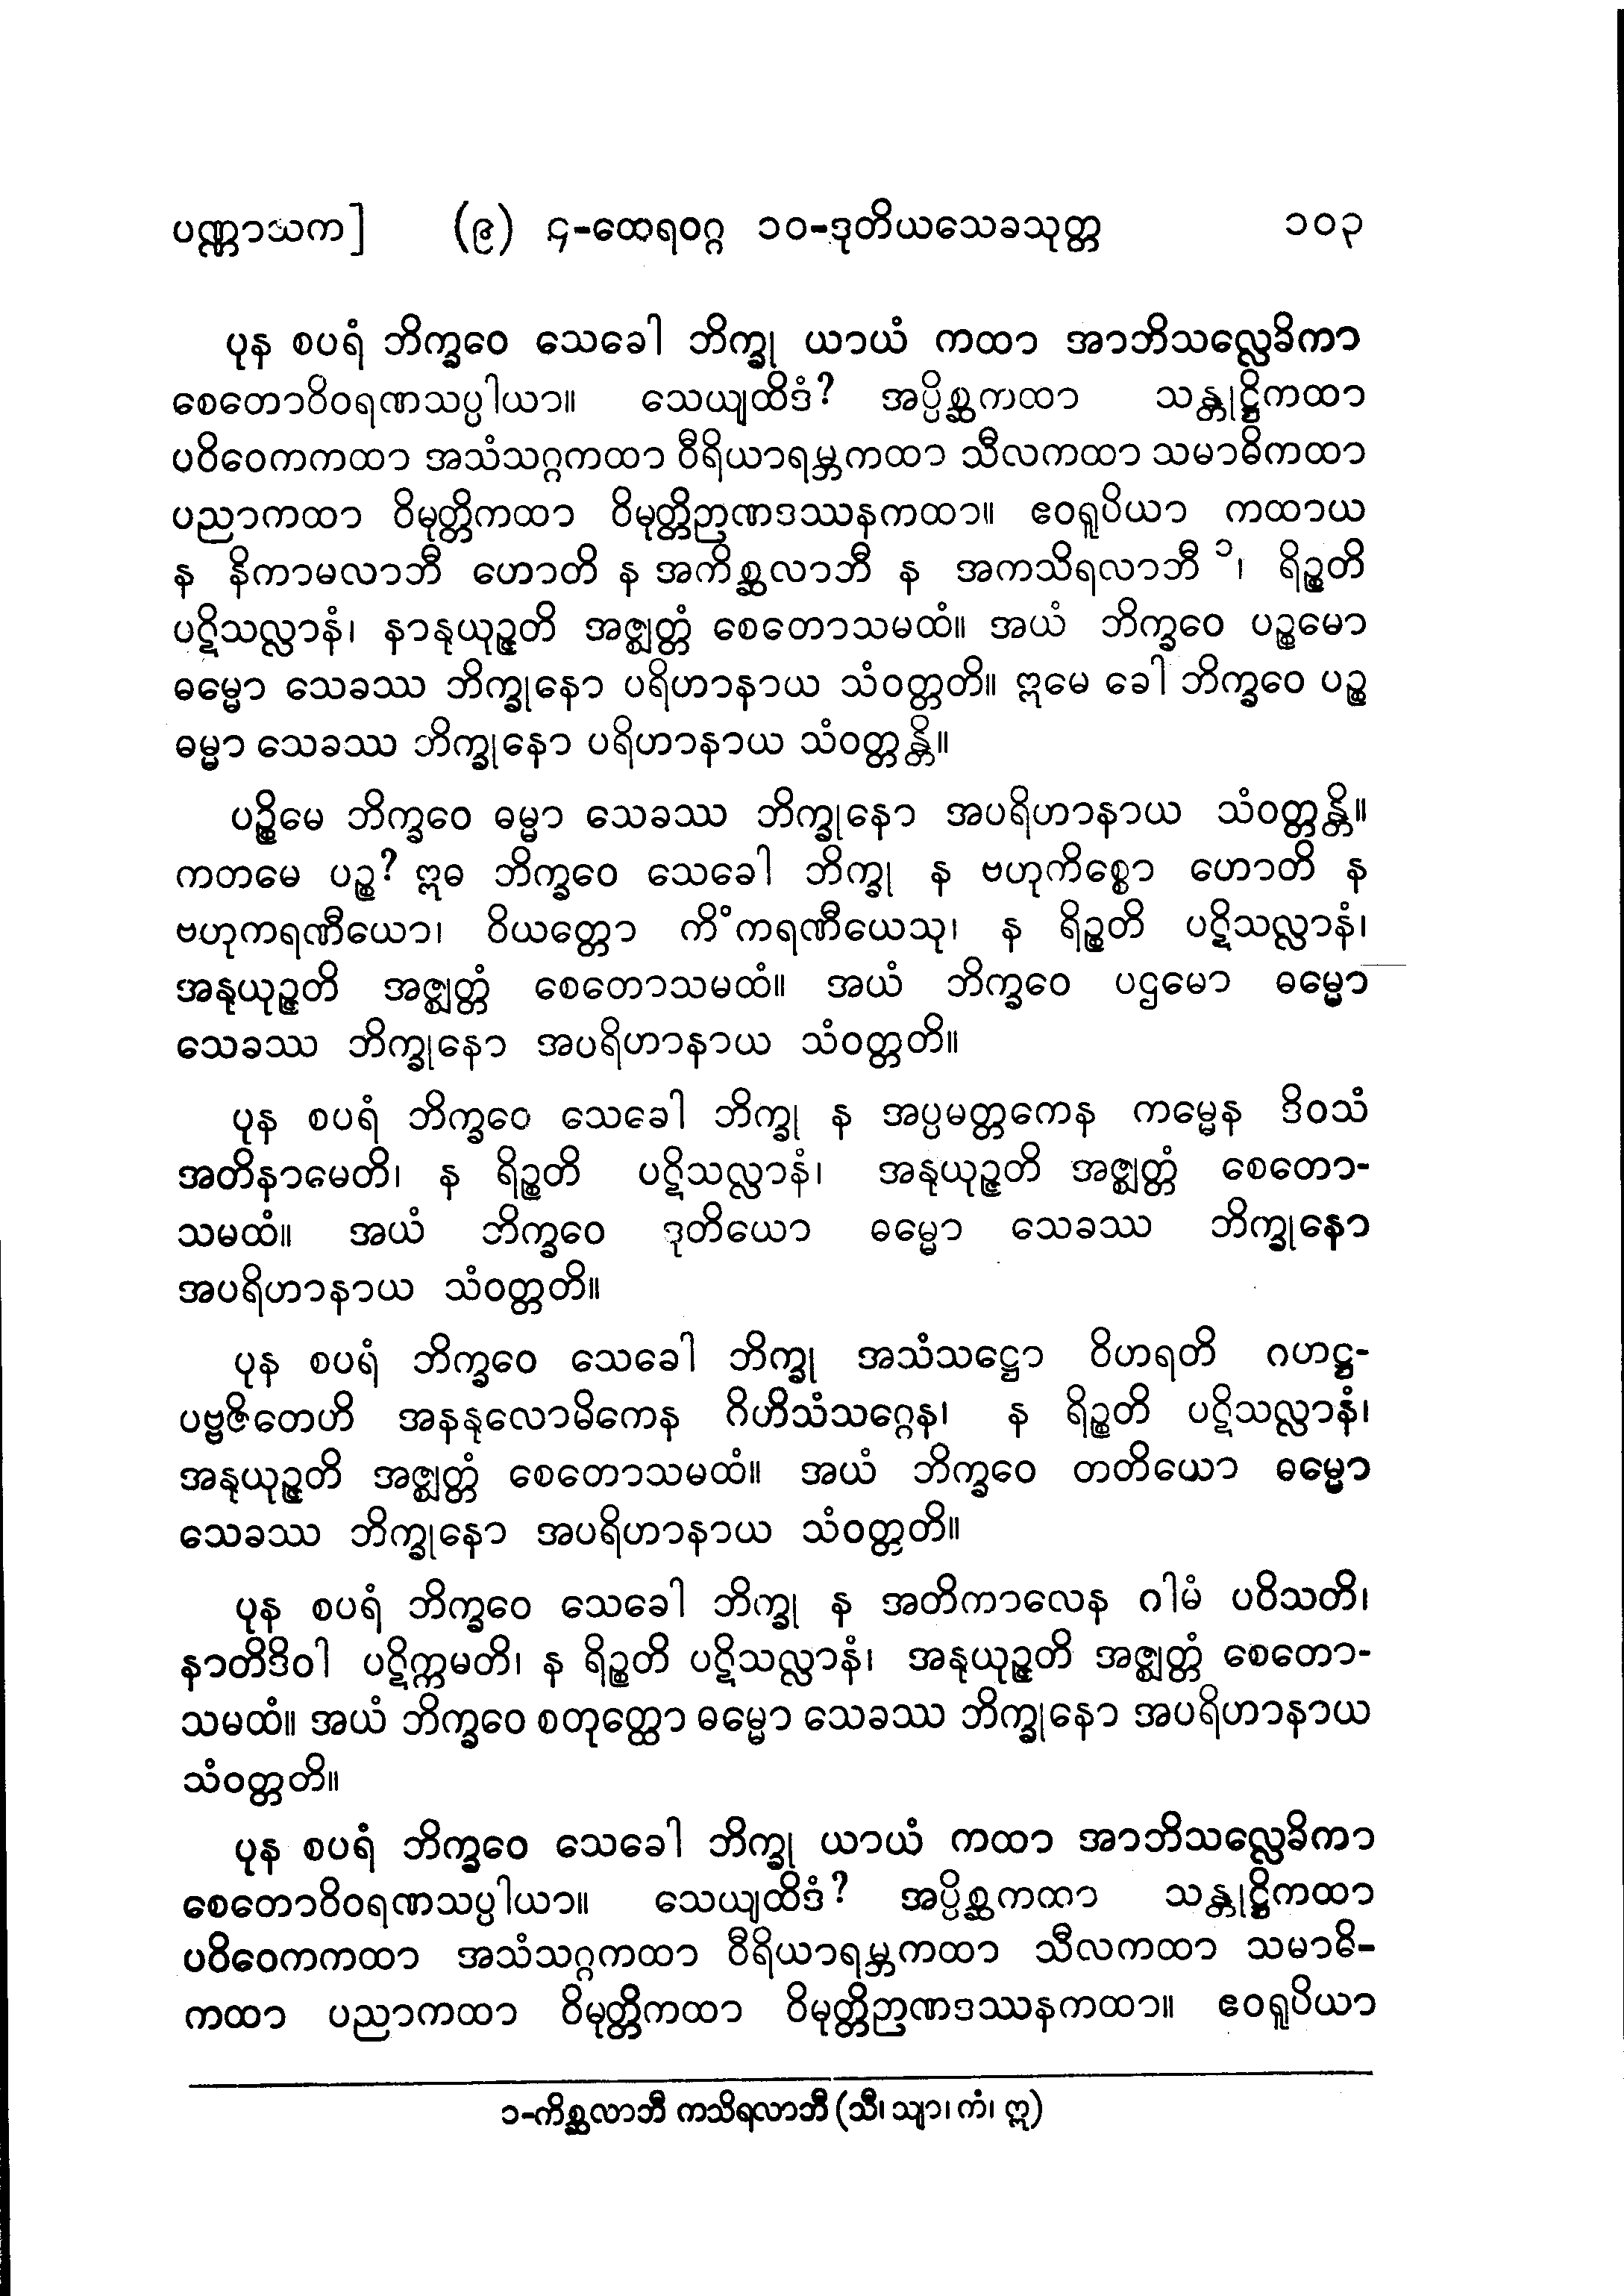 ပဏ္ဏာသက] (၉) ၄-ထေရဝဂ္ဂ ၁၀-ဒုတိယသေခသုတ္တ ၁၀၃
ပုန စပရံ ဘိက္ခဝေ သေခေါ ဘိက္ခု ယာယံ ကထာ အာဘိသလ္လေခိကာ
စေတောဝိဝရဏသပ္ပါယာ။ သေယျထိဒံ? အပ္ပိစ္ဆကထာ သန္တုဋ္ဌိကထာ
ပဝိဝေကကထာ အသံသဂ္ဂကထာ ဝီရိယာရမ္ဘကထာ သီလကထာ သမာဓိကထာ
ပညာကထာ ဝိမုတ္တိကထာ ဝိမုတ္တိဉာဏဒဿနကထာ။ ဧဝရူပိယာ ကထာယ
န နိကာမလာဘီ ဟောတိ န အကိစ္ဆလာဘီ န အကသိရလာဘီ ၁၊ ရိဉ္စတိ
ပဋိသလ္လာနံ၊ နာနုယုဉ္ဇတိ အဇ္ဈတ္တံ စေတောသမထံ။ အယံ ဘိက္ခဝေ ပဉ္စမော
ဓမ္မော သေခဿ ဘိက္ခုနော ပရိဟာနာယ သံဝတ္တတိ။ ဣမေ ခေါ ဘိက္ခဝေ ပဉ္စ
ဓမ္မာ သေခဿ ဘိက္ခုနော ပရိဟာနာယ သံဝတ္တန္တိ။
ပဉ္စိမေ ဘိက္ခဝေ ဓမ္မာ သေခဿ ဘိက္ခုနော အပရိဟာနာယ သံဝတ္တန္တိ။
ကတမေ ပဉ္စ? ဣဓ ဘိက္ခဝေ သေခေါ ဘိက္ခု န ဗဟုကိစ္စော ဟောတိ န
ဗဟုကရဏီယော၊ ဝိယတ္တော ကိံကရဏီယေသု၊ န ရိဉ္စတိ ပဋိသလ္လာနံ၊
အနုယုဉ္ဇတိ အဇ္ဈတ္တံ စေတောသမထံ။ အယံ ဘိက္ခဝေ ပဌမော ဓမ္မော
သေခဿ ဘိက္ခုနော အပရိဟာနာယ သံဝတ္တတိ။
ပုန စပရံ ဘိက္ခဝေ သေခေါ ဘိက္ခု န အပ္ပမတ္တကေန ကမ္မေန ဒိဝသံ
အတိနာမေတိ၊ န ရိဉ္စတိ ပဋိသလ္လာနံ၊ အနုယုဉ္ဇတိ အဇ္ဈတ္တံ စေတော-
သမထံ။ အယံ ဘိက္ခဝေ ဒုတိယော ဓမ္မော သေခဿ ဘိက္ခုနော
အပရိဟာနာယ သံဝတ္တတိ။
ပုန စပရံ ဘိက္ခဝေ သေခေါ ဘိက္ခု အသံသဋ္ဌော ဝိဟရတိ ဂဟဋ္ဌ-
ပဗ္ဗဇိတေဟိ အနနုလောမိကေန ဂိဟိသံသဂ္ဂေန၊ န ရိဉ္စတိ ပဋိသလ္လာနံ၊
အနုယုဉ္ဇတိ အဇ္ဈတ္တံ စေတောသမထံ။ အယံ ဘိက္ခဝေ တတိယော ဓမ္မော
သေခဿ ဘိက္ခုနော အပရိဟာနာယ သံဝတ္တတိ။
ပုန စပရံ ဘိက္ခဝေ သေခေါ ဘိက္ခု န အတိကာလေန ဂါမံ ပဝိသတိ၊
နာတိဒိဝါ ပဋိက္ကမတိ၊ န ရိဉ္စတိ ပဋိသလ္လာနံ၊ အနုယုဉ္ဇတိ အဇ္ဈတ္တံ စေတော-
သမထံ။ အယံ ဘိက္ခဝေ စတုတ္ထော ဓမ္မော သေခဿ ဘိက္ခုနော အပရိဟာနာယ
သံဝတ္တတိ။
ပုန စပရံ ဘိက္ခဝေ သေခေါ ဘိက္ခု ယာယံ ကထာ အာဘိသလ္လေခိကာ
စေတောဝိဝရဏသပ္ပါယာ။ သေယျထိဒံ? အပ္ပိစ္ဆကထာ သန္တုဋ္ဌိကထာ
ပဝိဝေကကထာ အသံသဂ္ဂကထာ ဝီရိယာရမ္ဘကထာ သီလကထာ သမာဓိ-
ကထာ ပညာကထာ ဝိမုတ္တိကထာ ဝိမုတ္တိဉာဏဒဿနကထာ။ ဧဝရူပိယာ
၁-ကိစ္ဆလာဘီ ကသိရလာဘီ (သီ၊ သျာ၊ ကံ၊ ဣ)